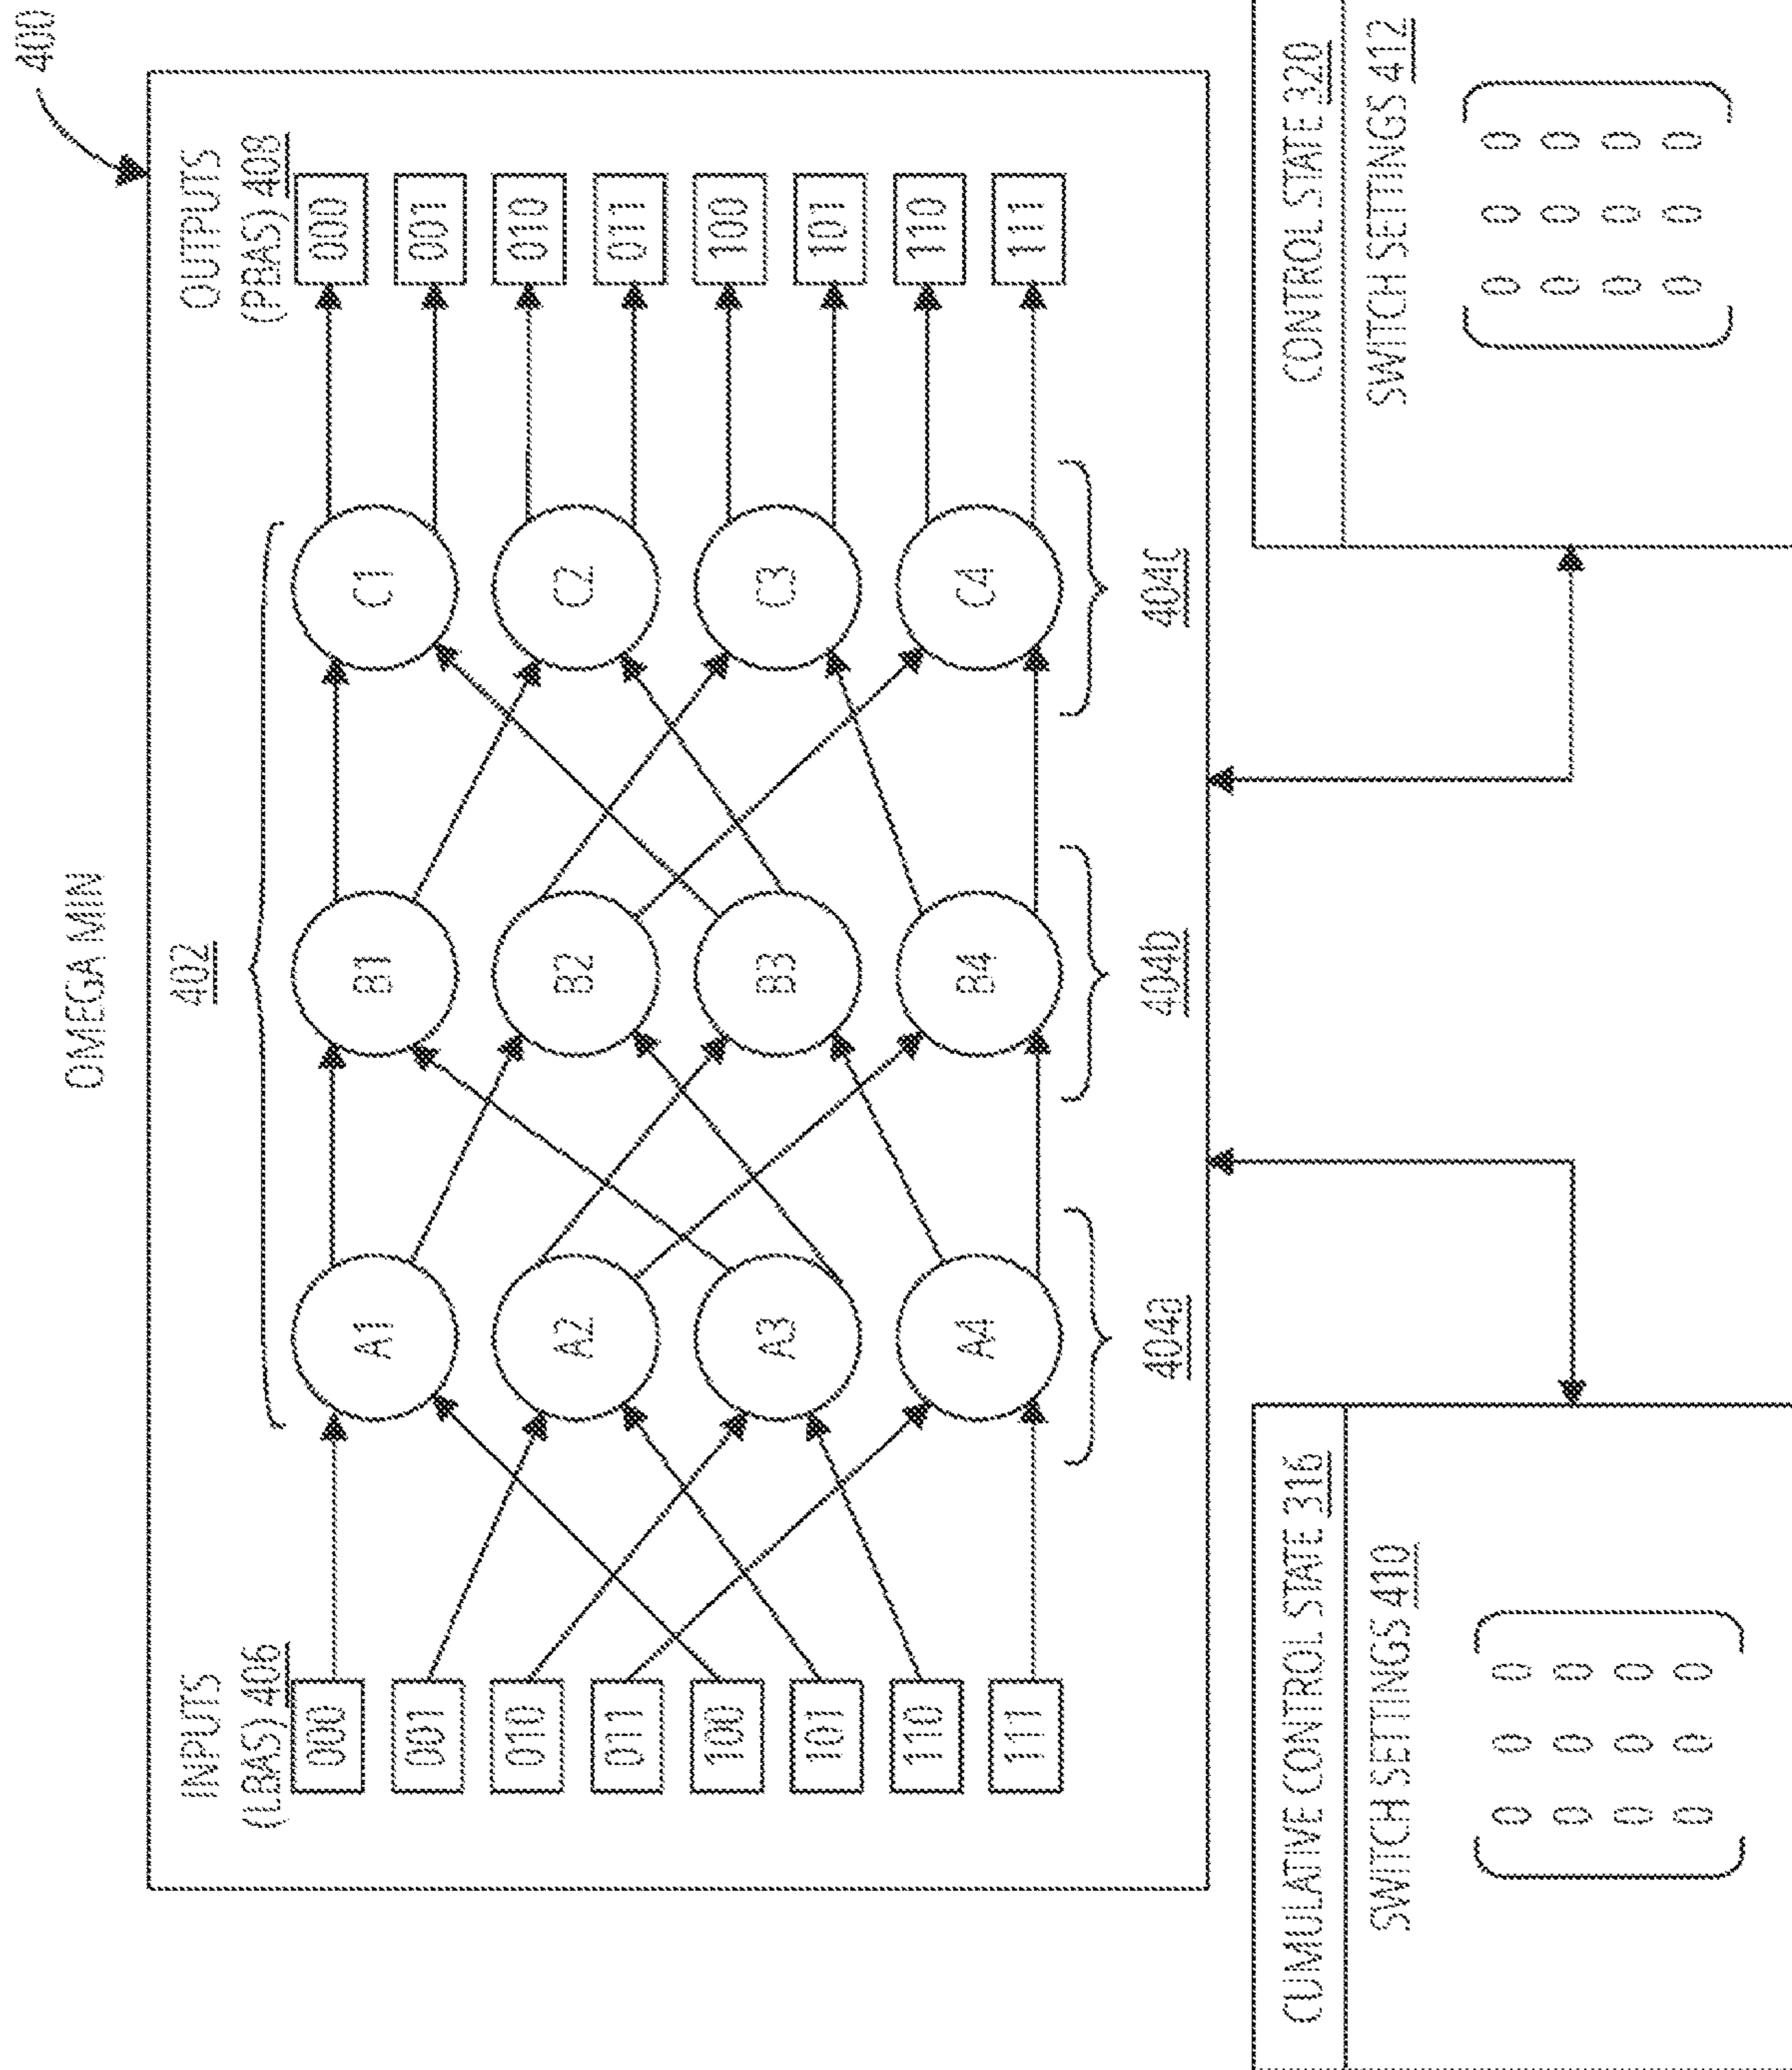 400
OMEGA MIN
402
INPUTS
(LBAS) 406
OUTPUTS
(PBAS) 408
000
A1
B1
C1
000
001
001
010
A2
B2
C2
010
011
011
100
A3
B3
C3
100
101
101
110
A4
B4
C4
110
111
111
404a
404b
404c
CUMULATIVE CONTROL STATE 316
SWITCH SETTINGS 410
0 0 0
0 0 0
0 0 0
0 0 0
CONTROL STATE 320
SWITCH SETTINGS 412
0 0 0
0 0 0
0 0 0
0 0 0